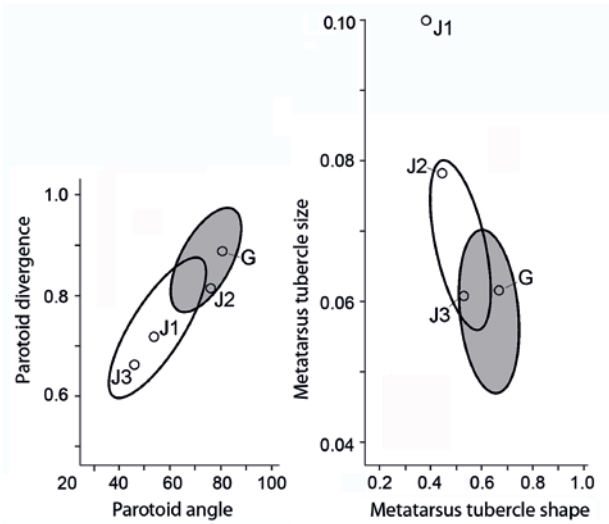 Parotoid divergence
1.0
0.8
0.6
20 40 60 80 100
Parotoid angle
G
J2
J1
J3
Metatarsus tubercle size
0.10
0.08
0.06
0.04
0.2 0.4 0.6 0.8 1.0
Metatarsus tubercle shape
J1
J2
G
J3